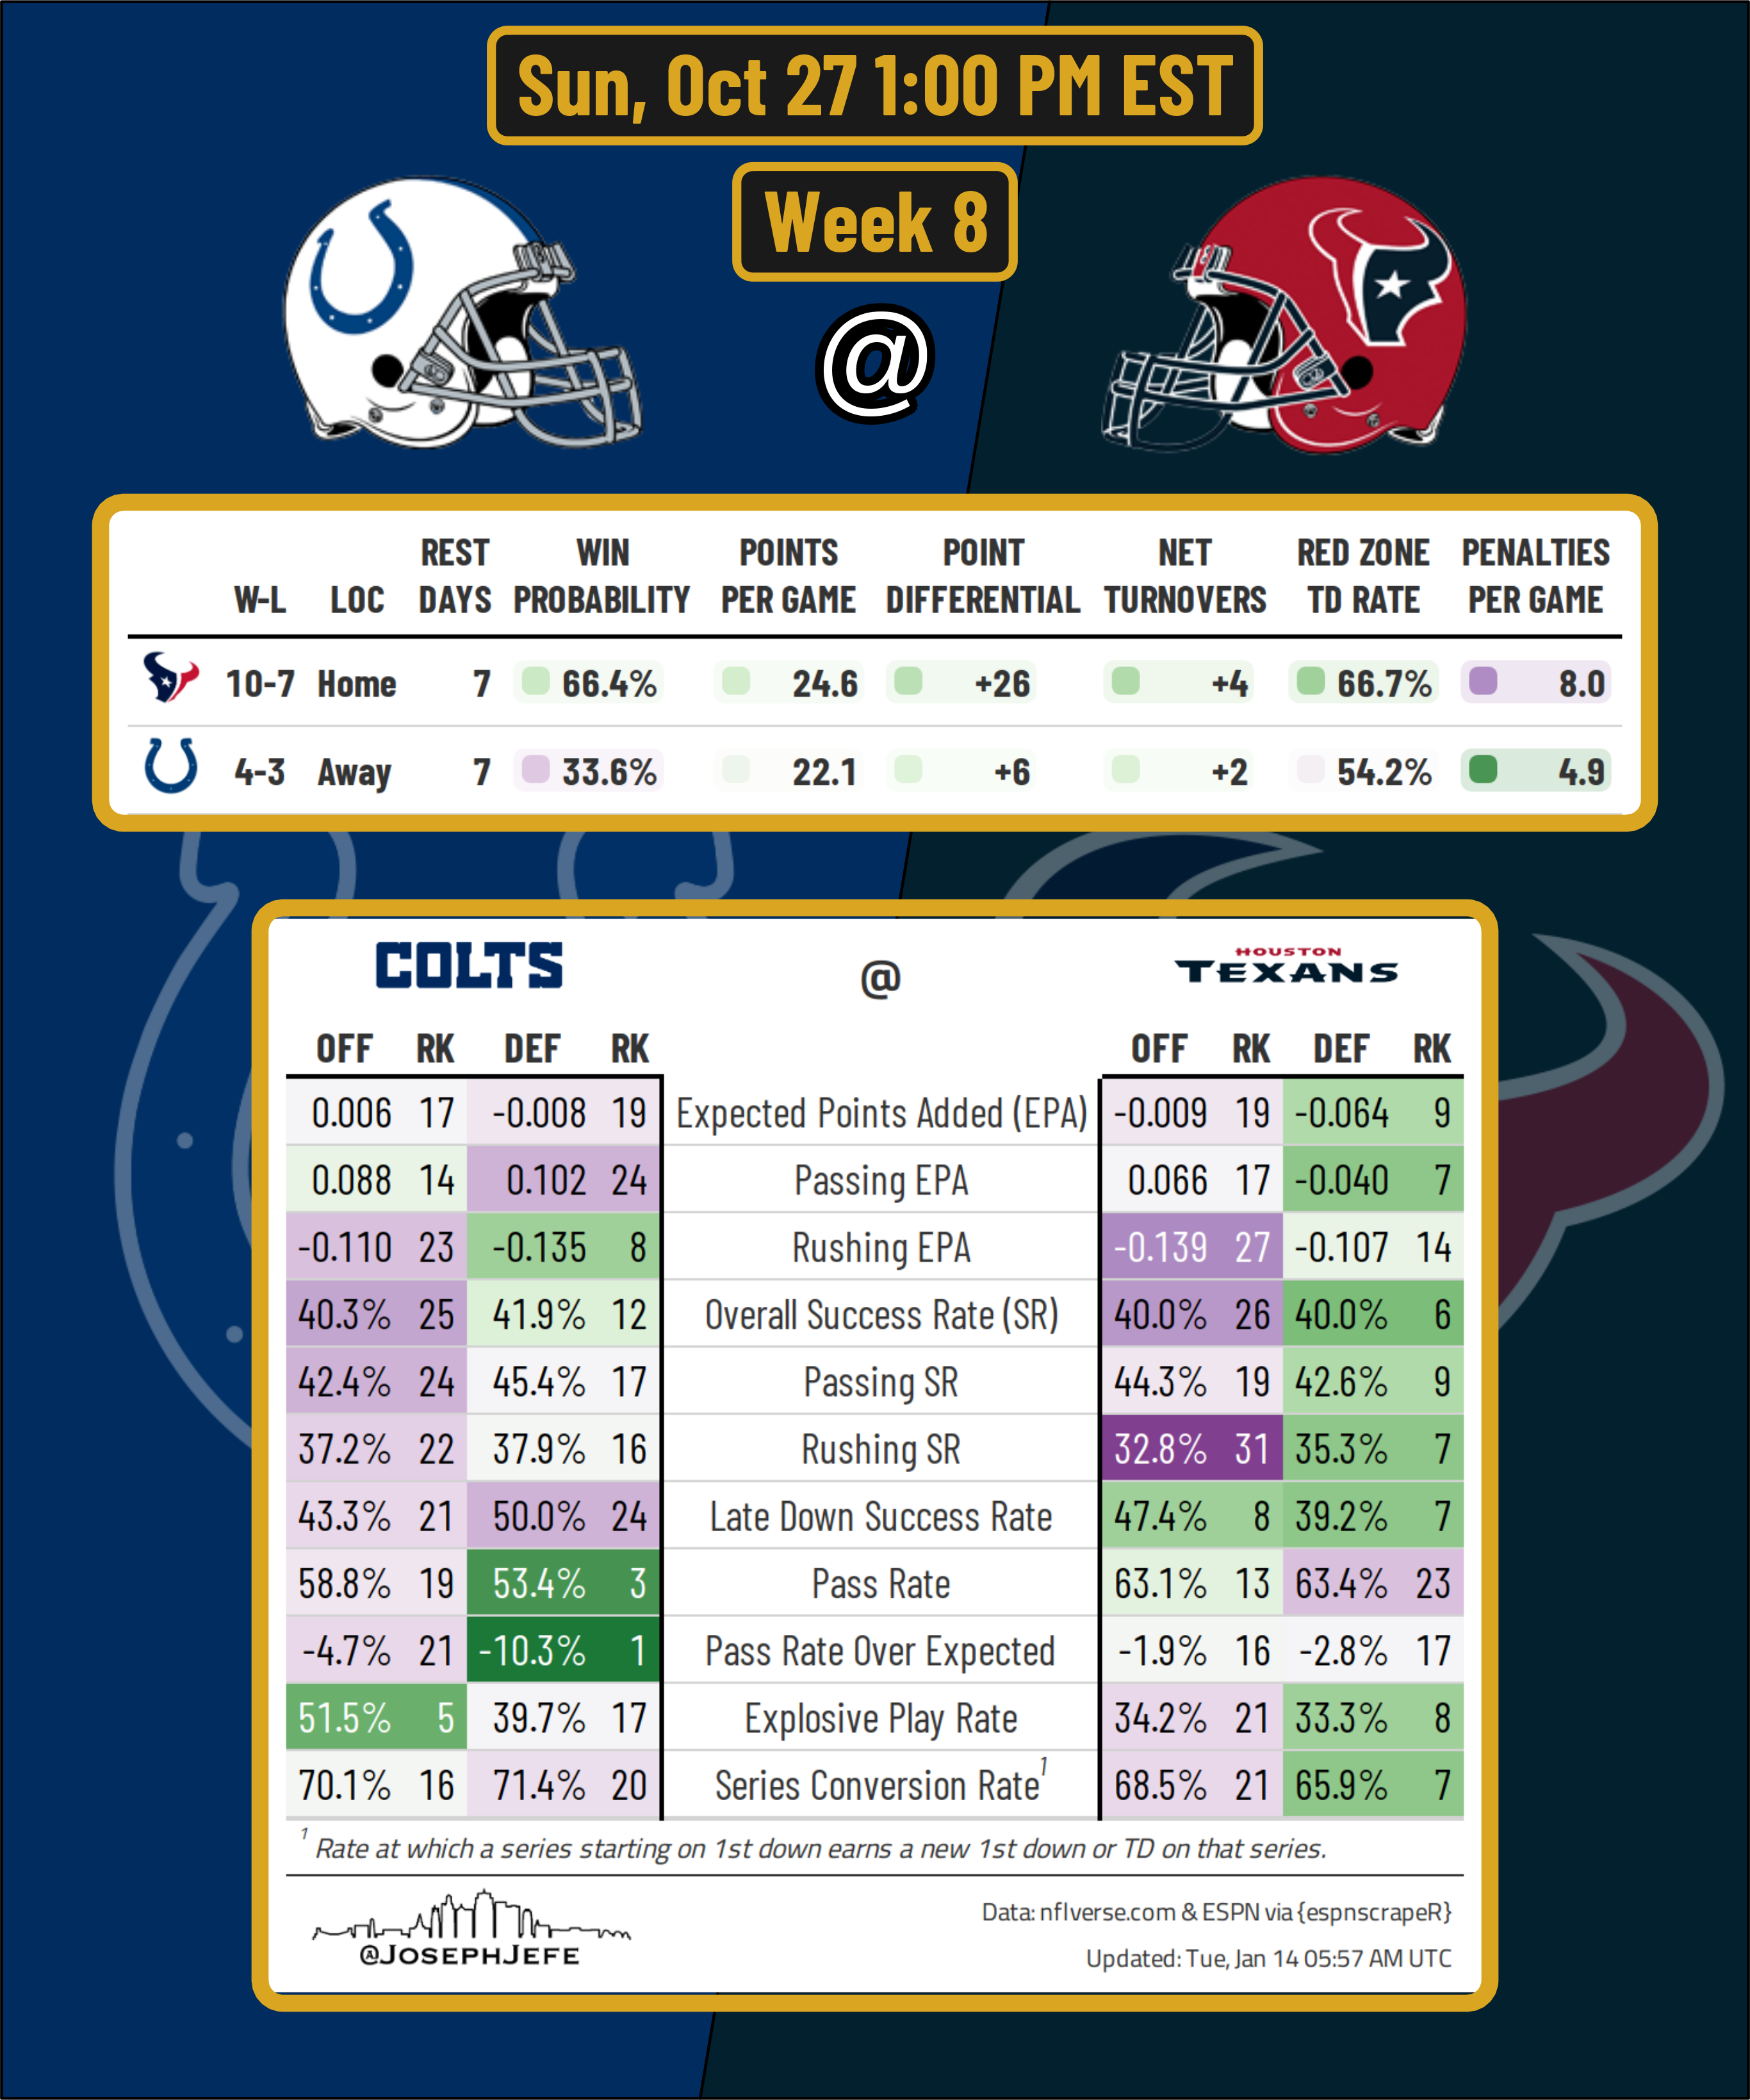 Sun, Oct 27 1:00 PM EST
Week 8
@
W-L LOC REST DAYS WIN PROBABILITY POINTS PER GAME POINT DIFFERENTIAL NET TURNOVERS RED ZONE TD RATE PENALTIES PER GAME
10-7 Home 7 66.4% 24.6 +26 +4 66.7% 8.0
4-3 Away 7 33.6% 22.1 +6 +2 54.2% 4.9
COLTS @ HOUSTON TEXANS
OFF RK DEF RK OFF RK DEF RK
0.006 17 -0.008 19 Expected Points Added (EPA) -0.009 19 -0.064 9
0.088 14 0.102 24 Passing EPA 0.066 17 -0.040 7
-0.110 23 -0.135 8 Rushing EPA -0.139 27 -0.107 14
40.3% 25 41.9% 12 Overall Success Rate (SR) 40.0% 26 40.0% 6
42.4% 24 45.4% 17 Passing SR 44.3% 19 42.6% 9
37.2% 22 37.9% 16 Rushing SR 32.8% 31 35.3% 7
43.3% 21 50.0% 24 Late Down Success Rate 47.4% 8 39.2% 7
58.8% 19 53.4% 3 Pass Rate 63.1% 13 63.4% 23
-4.7% 21 -10.3% 1 Pass Rate Over Expected -1.9% 16 -2.8% 17
51.5% 5 39.7% 17 Explosive Play Rate 34.2% 21 33.3% 8
70.1% 16 71.4% 20 Series Conversion Rate1 68.5% 21 65.9% 7
1 Rate at which a series starting on 1st down earns a new 1st down or TD on that series.
@JOSEPHJEFE
Data: nflverse.com & ESPN via {espnscrapeR}
Updated: Tue, Jan 14 05:57 AM UTC